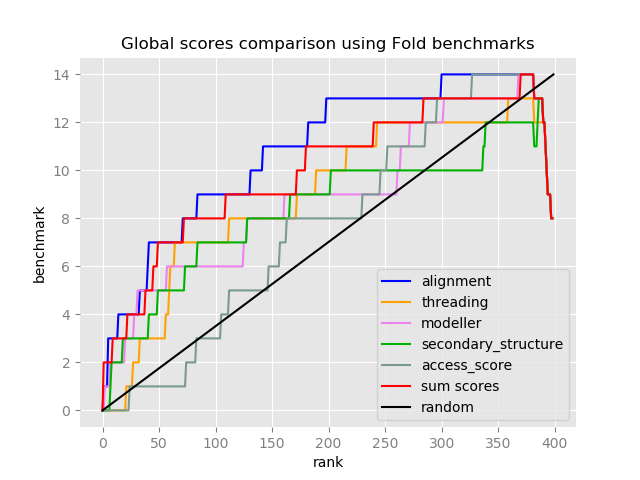 Global scores comparison using Fold benchmarks
14
12
10
8
6
4
2
0
benchmark
alignment
threading
modeller
secondary_structure
access_score
sum scores
random
0 50 100 150 200 250 300 350 400
rank